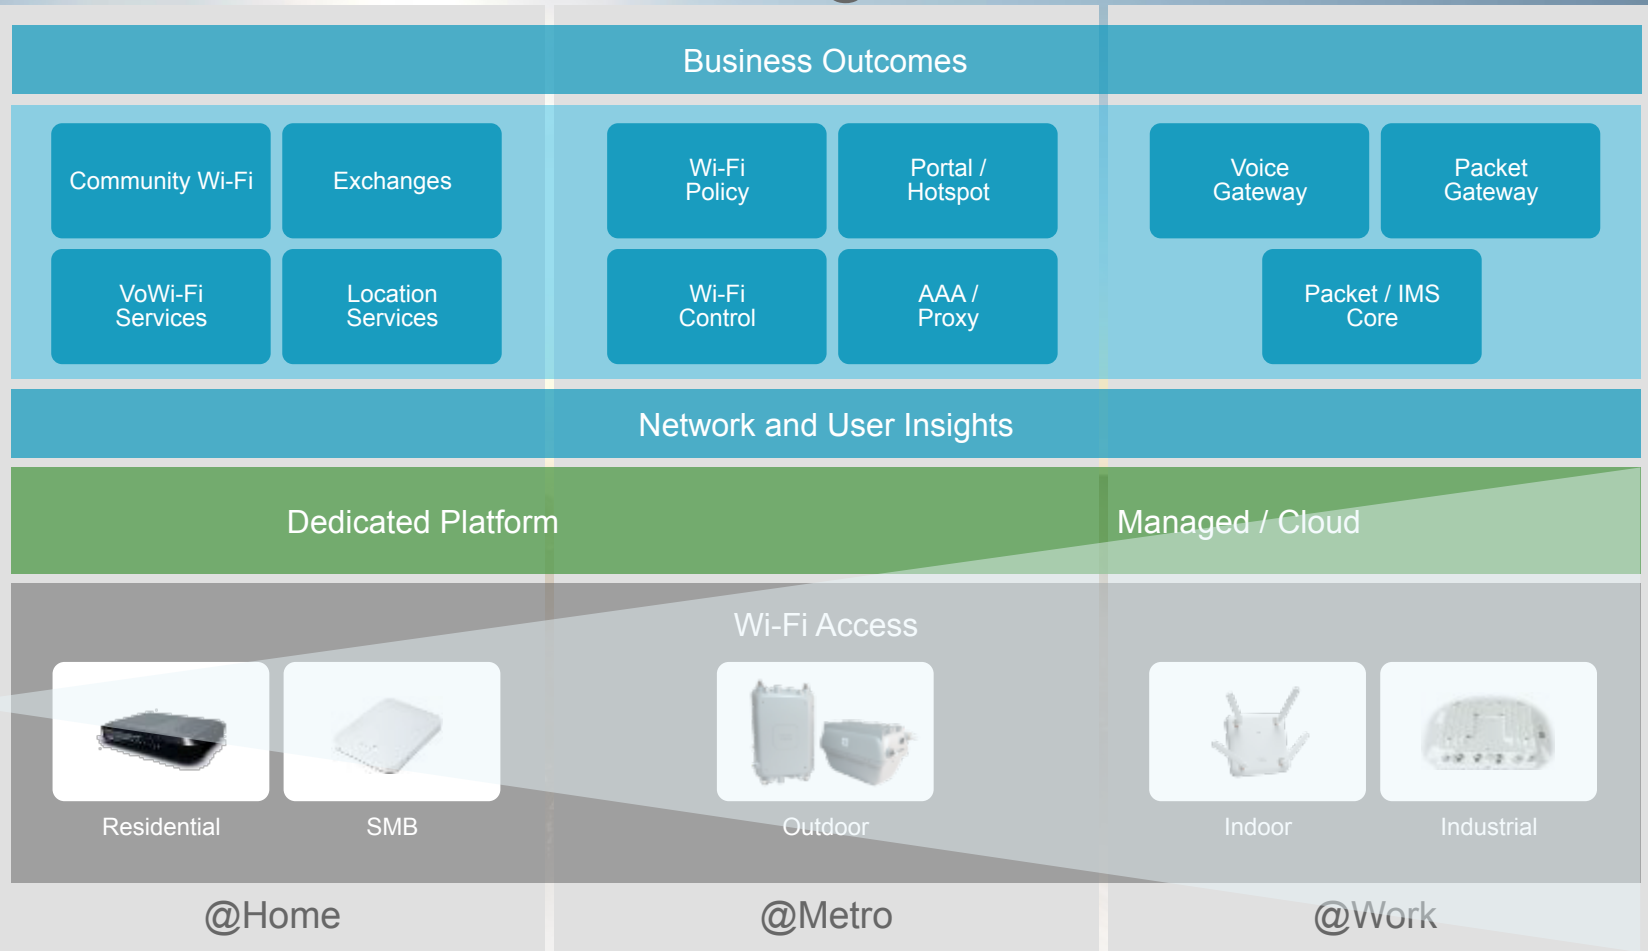 Business Outcomes
Community Wi-Fi
Exchanges
Wi-Fi
Policy
Portal /
Hotspot
Voice
Gateway
Packet
Gateway
VoWi-Fi
Services
Location
Services
Wi-Fi
Control
AAA /
Proxy
Packet / IMS
Core
Network and User Insights
Dedicated Platform
Managed / Cloud
Wi-Fi Access
Residential
SMB
Outdoor
Indoor
Industrial
@Home
@Metro
@Work